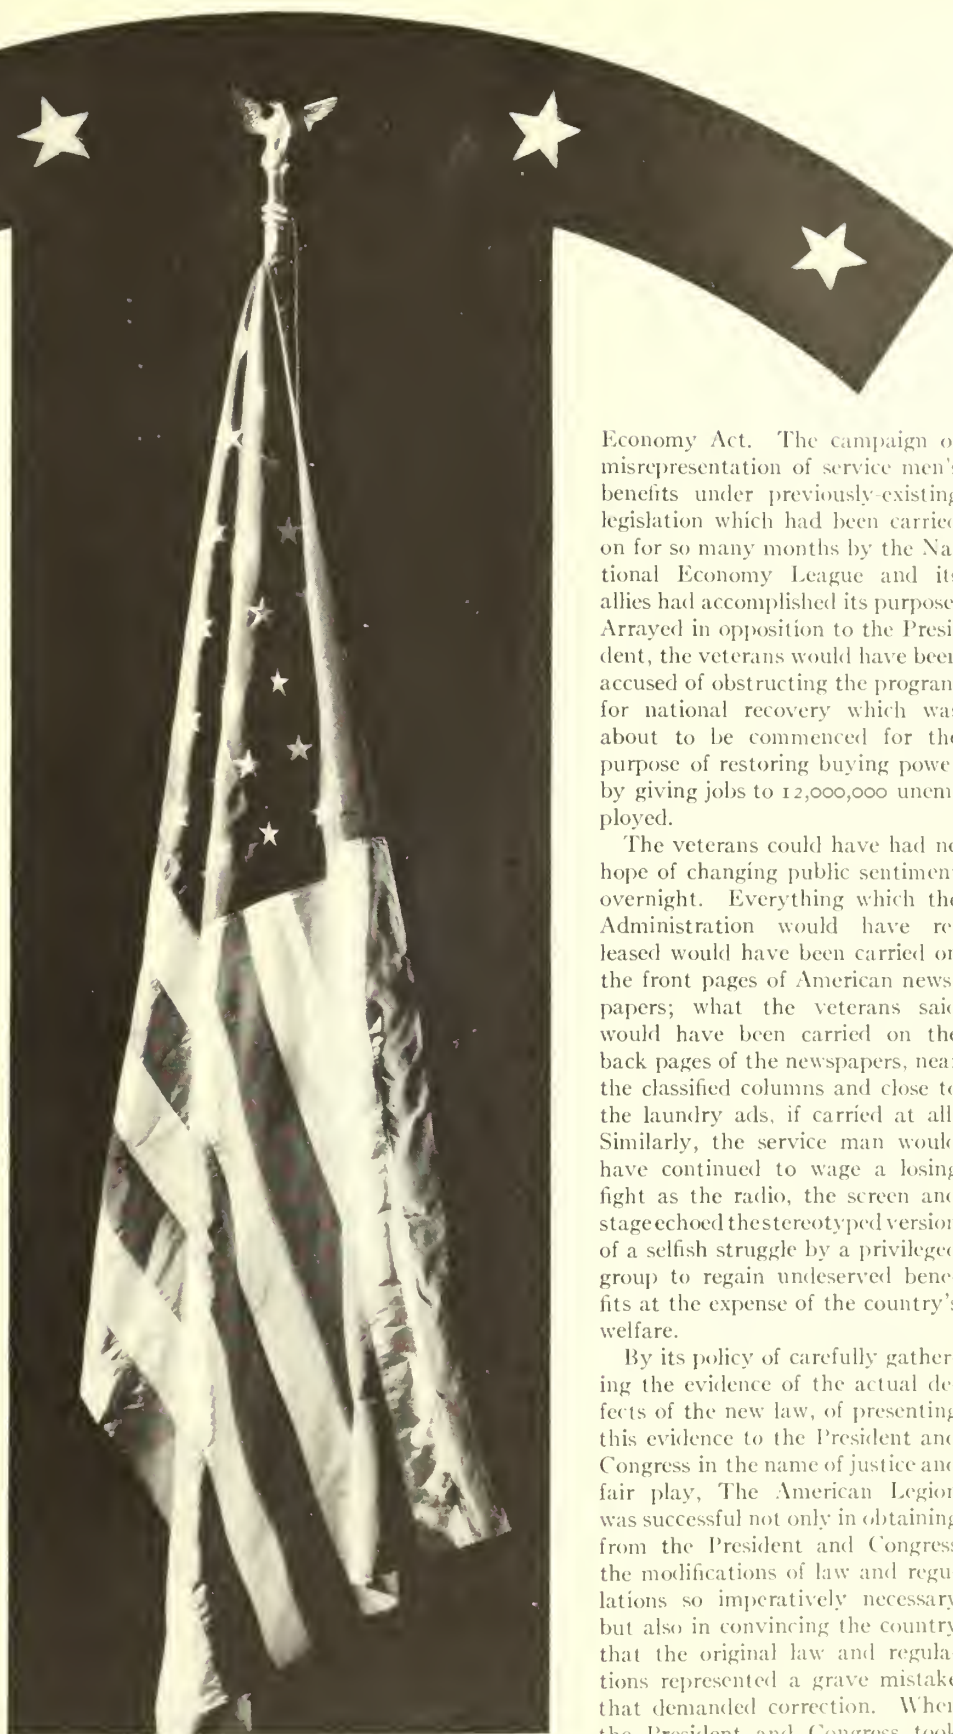 Economy Act. The campaign o
misrepresentation of service men's
benefits under previously-existing
legislation which had been carried
on for so many months by the Na
tional Economy League and its
allies had accomplished its purpose
Arrayed in opposition to the Presi
dent, the veterans would have been
accused of obstructing the program
for national recovery which was
about to be commenced for the
purpose of restoring buying power
by giving jobs to 12,000,000 unem
ployed.
The veterans could have had no
hope of changing public sentiment
overnight. Everything which the
Administration would have re
leased would have been carried on
the front pages of American news
papers; what the veterans said
would have been carried on the
back pages of the newspapers, near
the classified columns and close to
the laundry ads, if carried at all
Similarly, the service man would
have continued to wage a losing
fight as the radio, the screen and
stage echoed the stereotyped version
of a selfish struggle by a privileged
group to regain undeserved bene
fits at the expense of the country's
welfare.
By its policy of carefully gather
ing the evidence of the actual de
fects of the new law, of presenting
this evidence to the President and
Congress in the name of justice and
fair play, The American Legion
was successful not only in obtaining
from the President and Congress
the modifications of law and regu
lations so imperatively necessary
but also in convincing the country
that the original law and regula
tions represented a grave mistake
that demanded correction. When
the President and Congress took